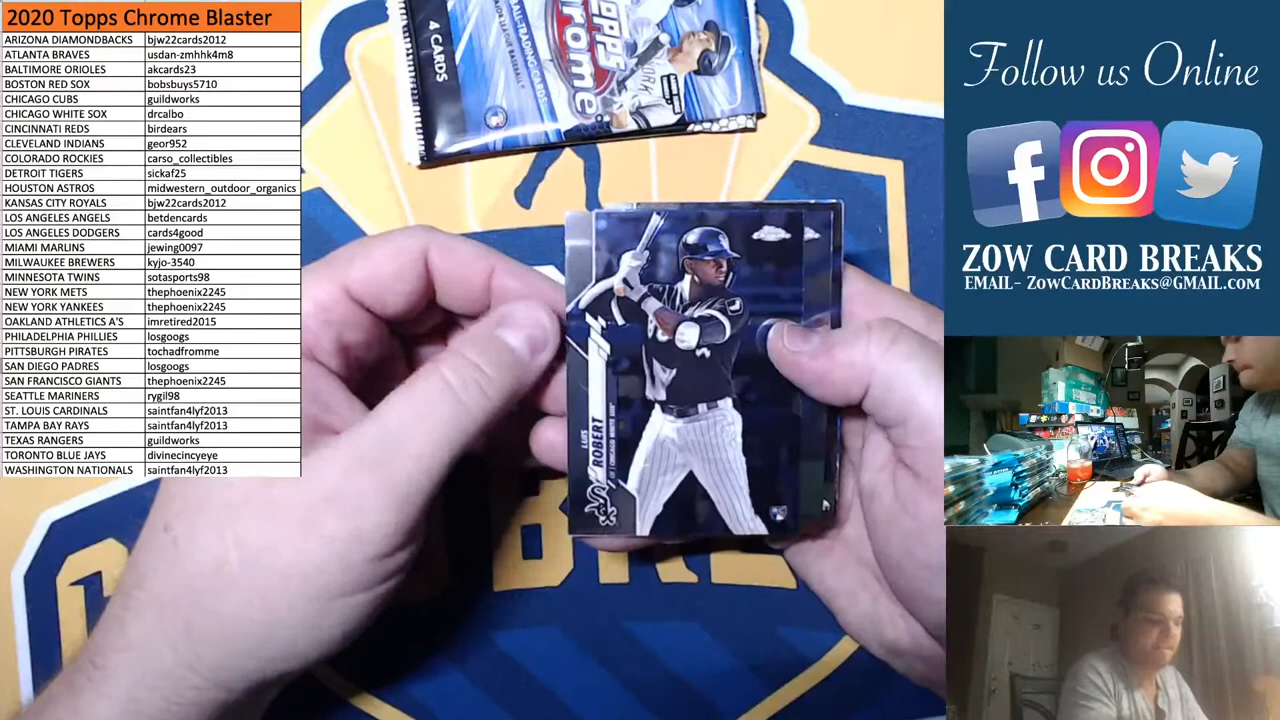 2020 Topps Chrome Blaster
ARIZONA DIAMONDBACKS bjw22cards2012
ATLANTA BRAVES usdan-zmhhk4m8
BALTIMORE ORIOLES akcards23
BOSTON RED SOX bobsbuys5710
CHICAGO CUBS guildworks
CHICAGO WHITE SOX drcalbo
CINCINNATI REDS birdears
CLEVELAND INDIANS geor952
COLORADO ROCKIES carso_collectibles
DETROIT TIGERS sickaf25
HOUSTON ASTROS midwestern_outdoor_organics
KANSAS CITY ROYALS bjw22cards2012
LOS ANGELES ANGELS betdencards
LOS ANGELES DODGERS cards4good
MIAMI MARLINS jewing0097
MILWAUKEE BREWERS kyjo-3540
MINNESOTA TWINS sotasports98
NEW YORK METS thephoenix2245
NEW YORK YANKEES thephoenix2245
OAKLAND ATHLETICS A'S imretired2015
PHILADELPHIA PHILLIES losgoogs
PITTSBURGH PIRATES tochadfromme
SAN DIEGO PADRES losgoogs
SAN FRANCISCO GIANTS thephoenix2245
SEATTLE MARINERS rygil98
ST. LOUIS CARDINALS saintfan4lyf2013
TAMPA BAY RAYS saintfan4lyf2013
TEXAS RANGERS guildworks
TORONTO BLUE JAYS divinecincyeye
WASHINGTON NATIONALS saintfan4lyf2013
4 CARDS
topps
Chrome
LUIS
ROBERT
CHICAGO WHITE SOX
Follow us Online
ZOW CARD BREAKS
EMAIL- ZOWCARDBREAKS@GMAIL.COM